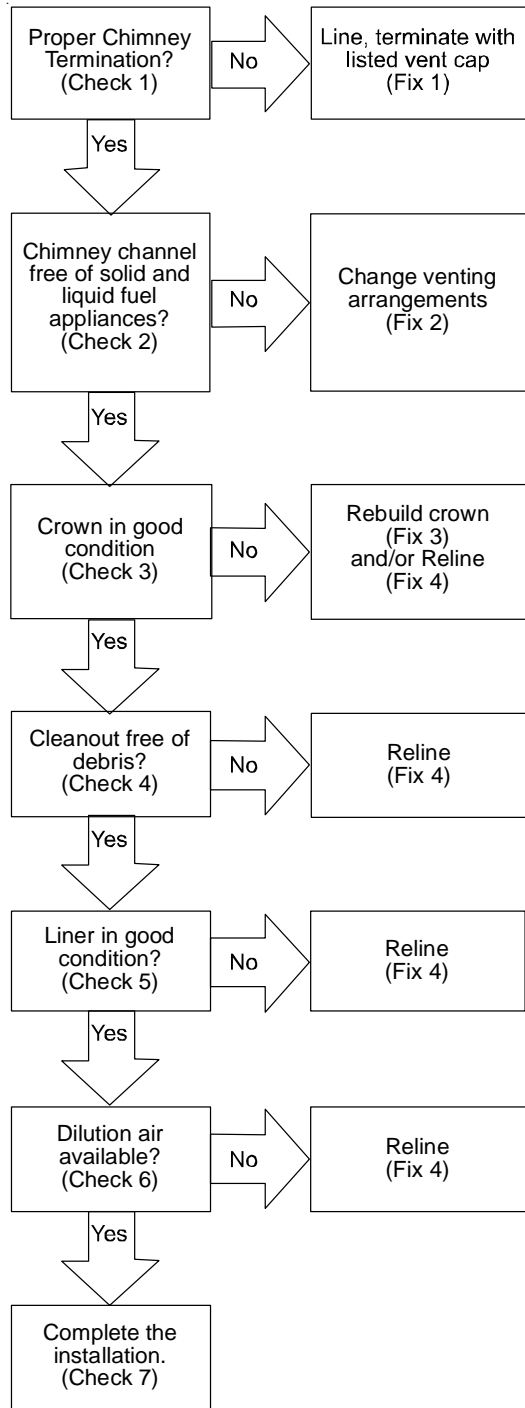 Proper Chimney
Termination?
(Check 1)
No
Line, terminate with
listed vent cap
(Fix 1)
Yes
Chimney channel
free of solid and
liquid fuel
appliances?
(Check 2)
No
Change venting
arrangements
(Fix 2)
Yes
Crown in good
condition
(Check 3)
No
Rebuild crown
(Fix 3)
and/or Reline
(Fix 4)
Yes
Cleanout free of
debris?
(Check 4)
No
Reline
(Fix 4)
Yes
Liner in good
condition?
(Check 5)
No
Reline
(Fix 4)
Yes
Dilution air
available?
(Check 6)
No
Reline
(Fix 4)
Yes
Complete the
installation.
(Check 7)